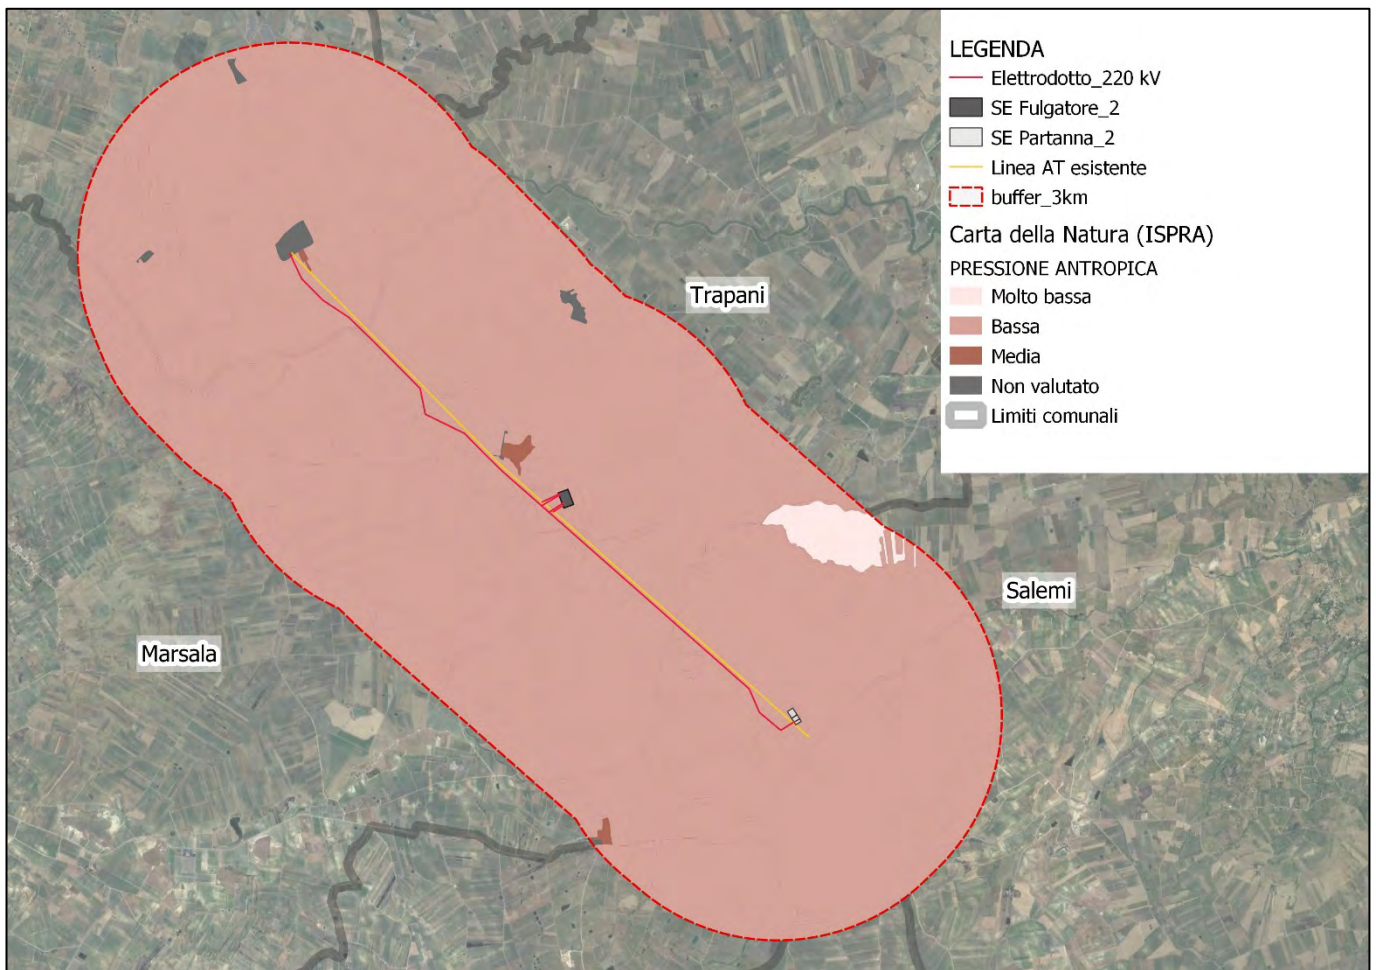 LEGENDA
Elettrodotto_220 kV
SE Fulgatore_2
SE Partanna_2
Linea AT esistente
buffer_3km
Carta della Natura (ISPRA)
PRESSIONE ANTROPICA
Molto bassa
Bassa
Media
Non valutato
Limiti comunali
Trapani
Salemi
Marsala